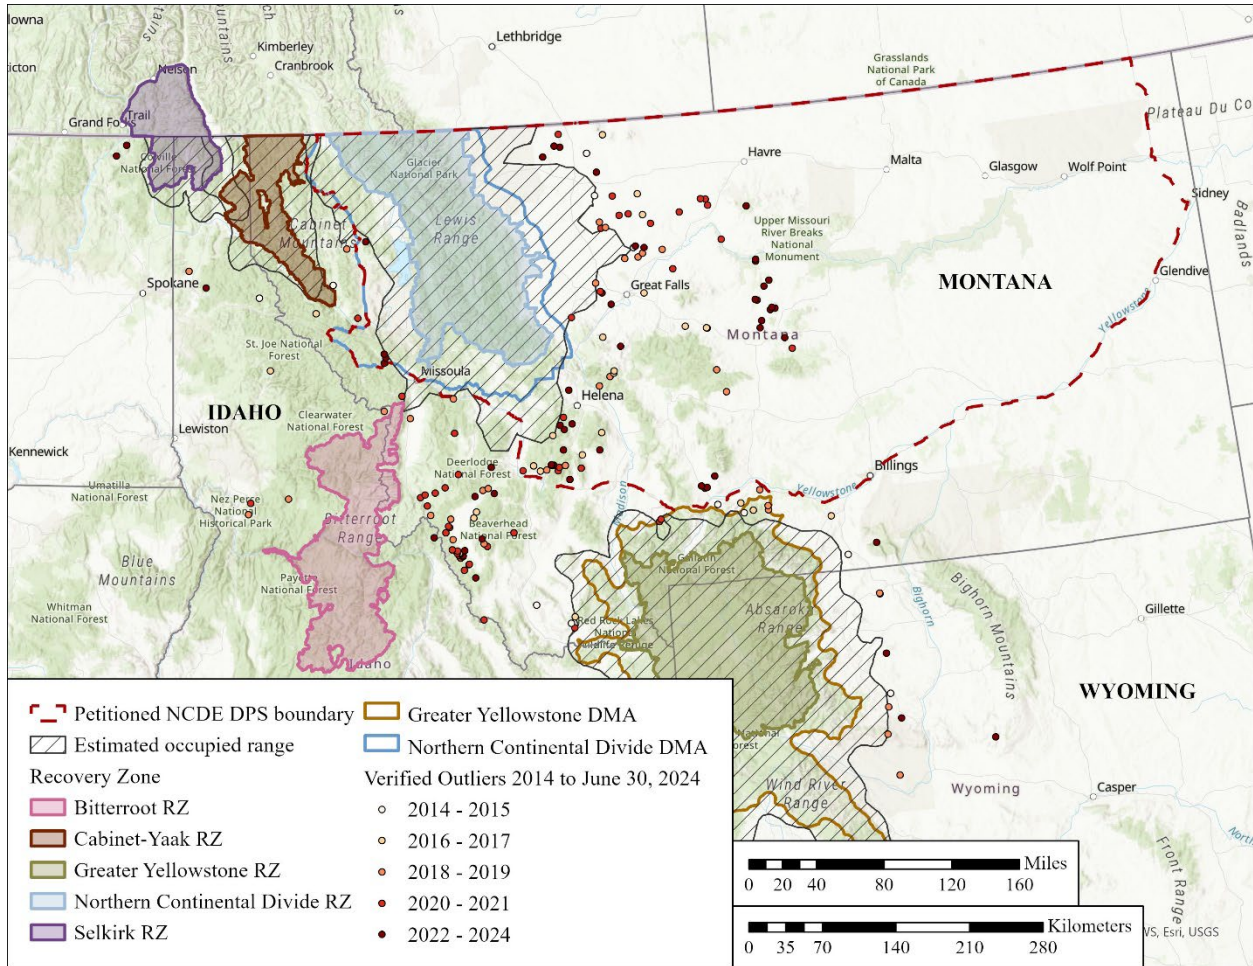 Kimberley
Cranbrook
Lethbridge
Nelson
Trail
Grasslands
National Park
of Canada
Plateau Du Co
Havre
Malta
Glasgow
Wolf Point
Sidney
Badlands
Glacier
National Park
National Forest
Cabinet
Mountains
Lewis
Range
Upper Missouri
River Breaks
National
Monument
MONTANA
Glendive
Spokane
Great Falls
Montana
Yellowstone
St. Joe National
Forest
Missoula
Helena
IDAHO
Clearwater
National Forest
Lewiston
Kennewick
Deerlodge
National Forest
Billings
Yellowstone
Umatilla
National Forest
Nez Perse
National
Historical Park
Bitterroot
Range
Beaverhead
National Forest
Blue
Mountains
National Forest
Gallatin
National Forest
Bighorn
Bighorn Mountains
Gillette
Whitman
National Forest
Absaroka
Range
Red Rock Lakes
National
Wildlife Refuge
Idaho
WYOMING
Wind River
Range
Wyoming
Casper
Front Range
Petitioned NCDE DPS boundary
Estimated occupied range
Recovery Zone
Bitterroot RZ
Cabinet-Yaak RZ
Greater Yellowstone RZ
Northern Continental Divide RZ
Selkirk RZ
Greater Yellowstone DMA
Northern Continental Divide DMA
Verified Outliers 2014 to June 30, 2024
2014 - 2015
2016 - 2017
2018 - 2019
2020 - 2021
2022 - 2024
Miles
0 20 40 80 120 160
Kilometers
0 35 70 140 210 280
S, Esri, USGS